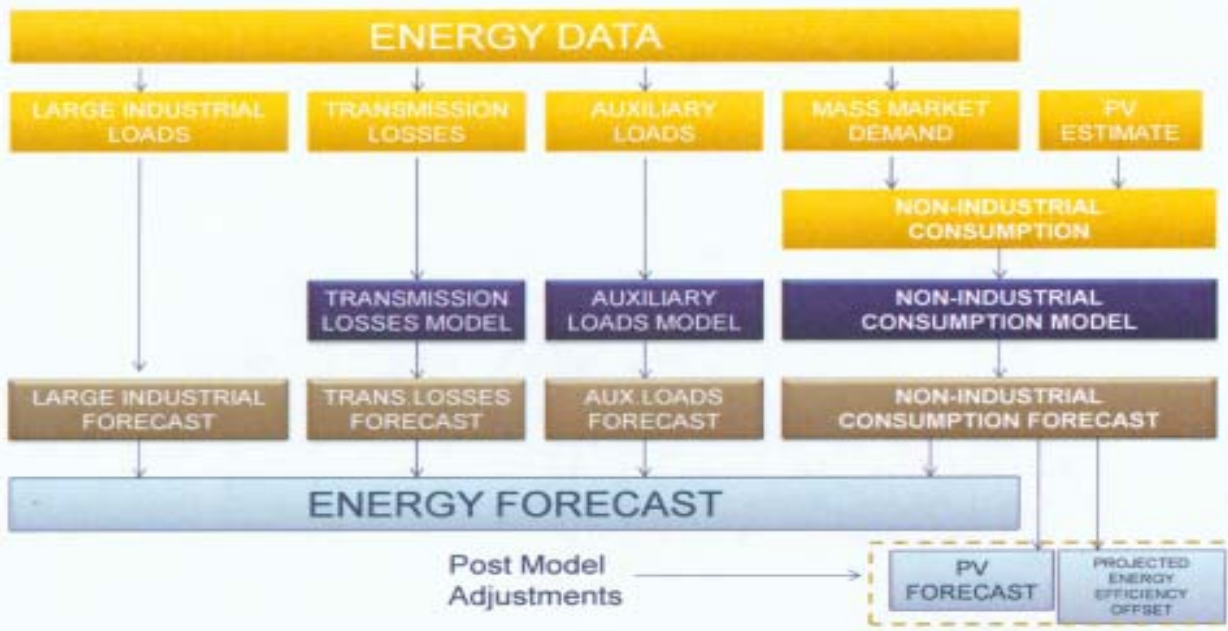 ENERGY DATA
LARGE INDUSTRIAL
LOADS
TRANSMISSION
LOSSES
AUXILIARY
LOADS
MASS MARKET
DEMAND
PV
ESTIMATE
NON-INDUSTRIAL
CONSUMPTION
TRANSMISSION
LOSSES MODEL
AUXILIARY
LOADS MODEL
NON-INDUSTRIAL
CONSUMPTION MODEL
LARGE INDUSTRIAL
FORECAST
TRANS.LOSSES
FORECAST
AUX.LOADS
FORECAST
NON-INDUSTRIAL
CONSUMPTION FORECAST
ENERGY FORECAST
Post Model
Adjustments
PV
FORECAST
PROJECTED
ENERGY
EFFICIENCY
OFFSET